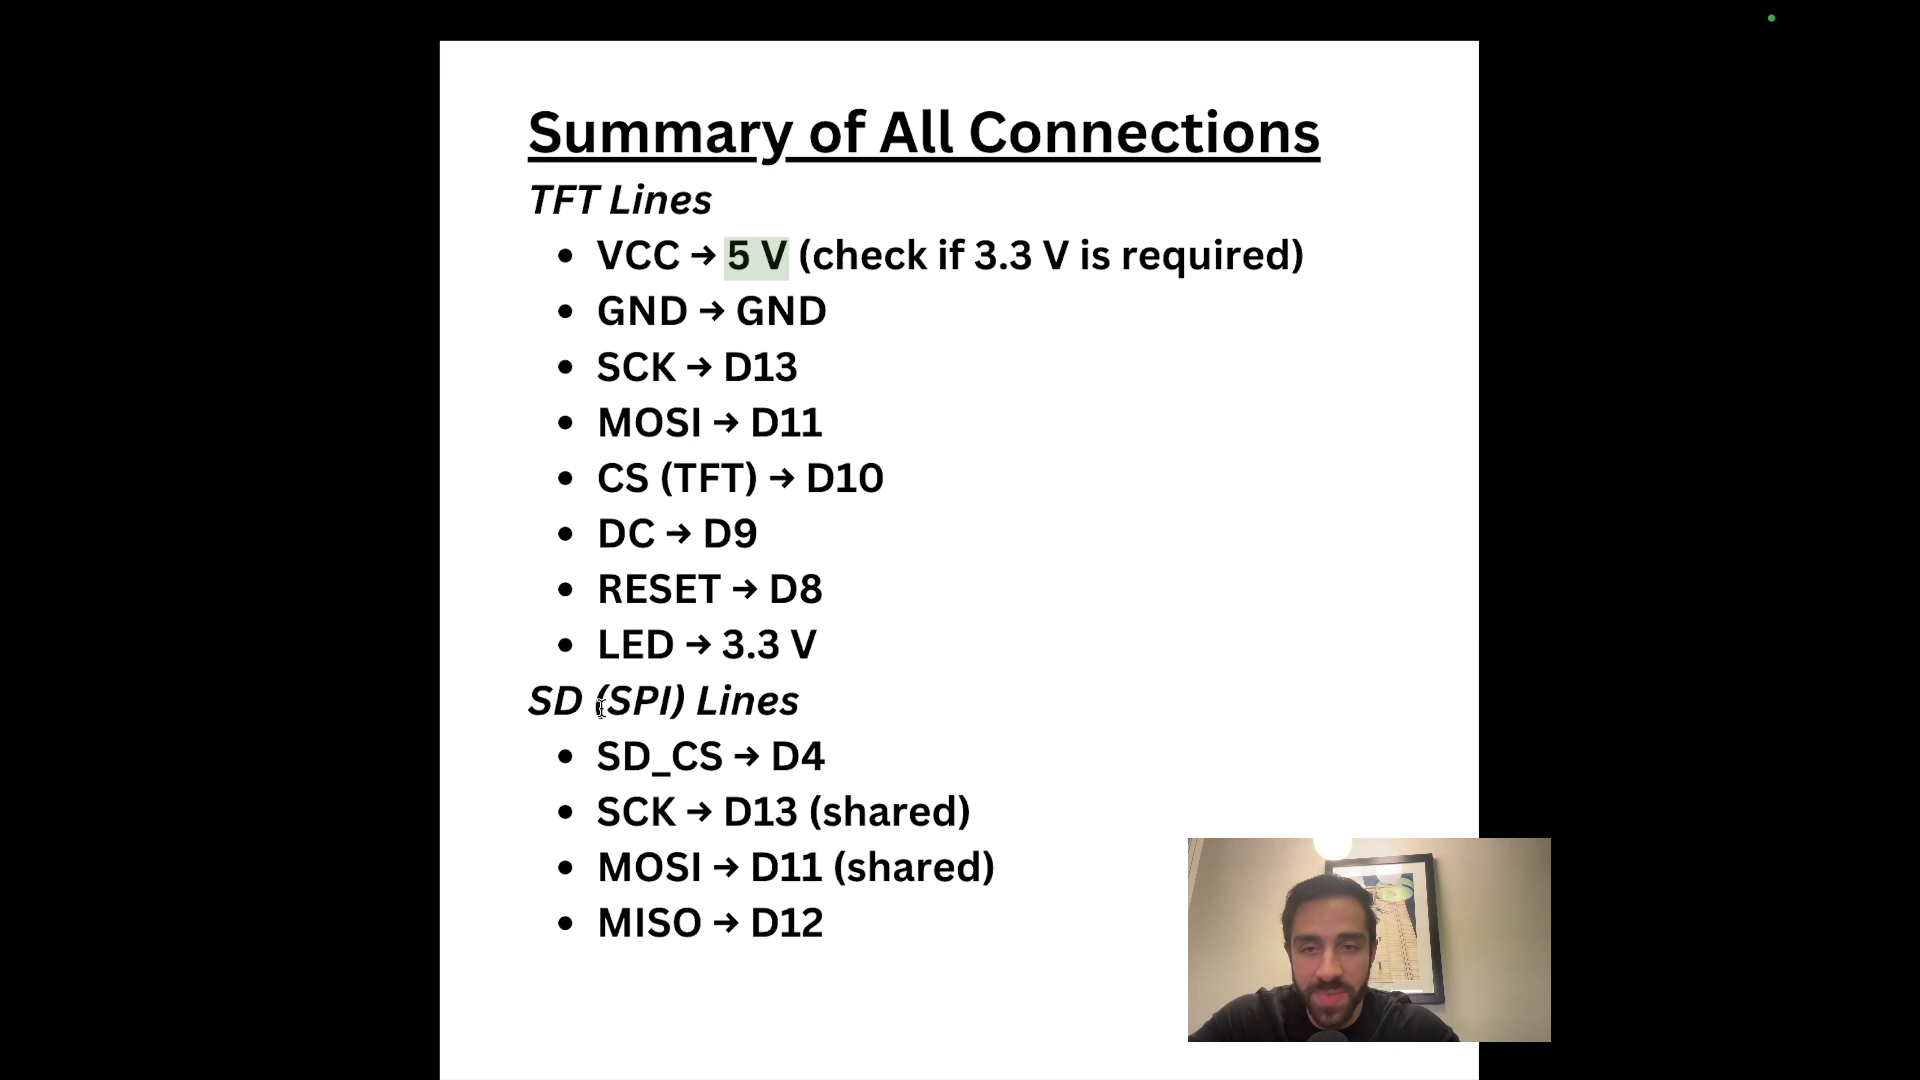 Summary of All Connections
TFT Lines
• VCC → 5 V (check if 3.3 V is required)
• GND → GND
• SCK → D13
• MOSI → D11
• CS (TFT) → D10
• DC → D9
• RESET → D8
• LED → 3.3 V
SD (SPI) Lines
• SD_CS → D4
• SCK → D13 (shared)
• MOSI → D11 (shared)
• MISO → D12